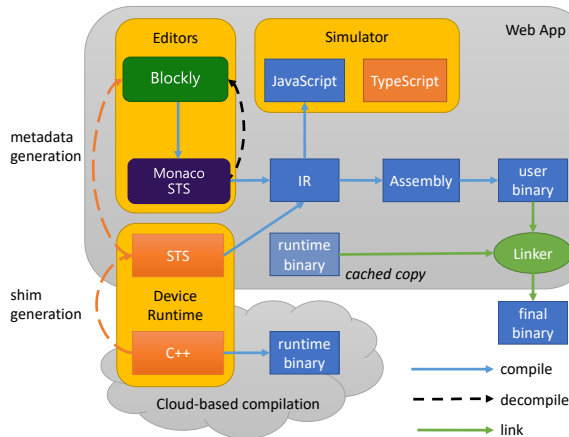 Editors
Simulator
Web App
Blockly
JavaScript
TypeScript
metadata
generation
Monaco
STS
IR
Assembly
user
binary
STS
runtime
binary
cached copy
Linker
shim
generation
Device
Runtime
final
binary
C++
runtime
binary
Cloud-based compilation
compile
decompile
link